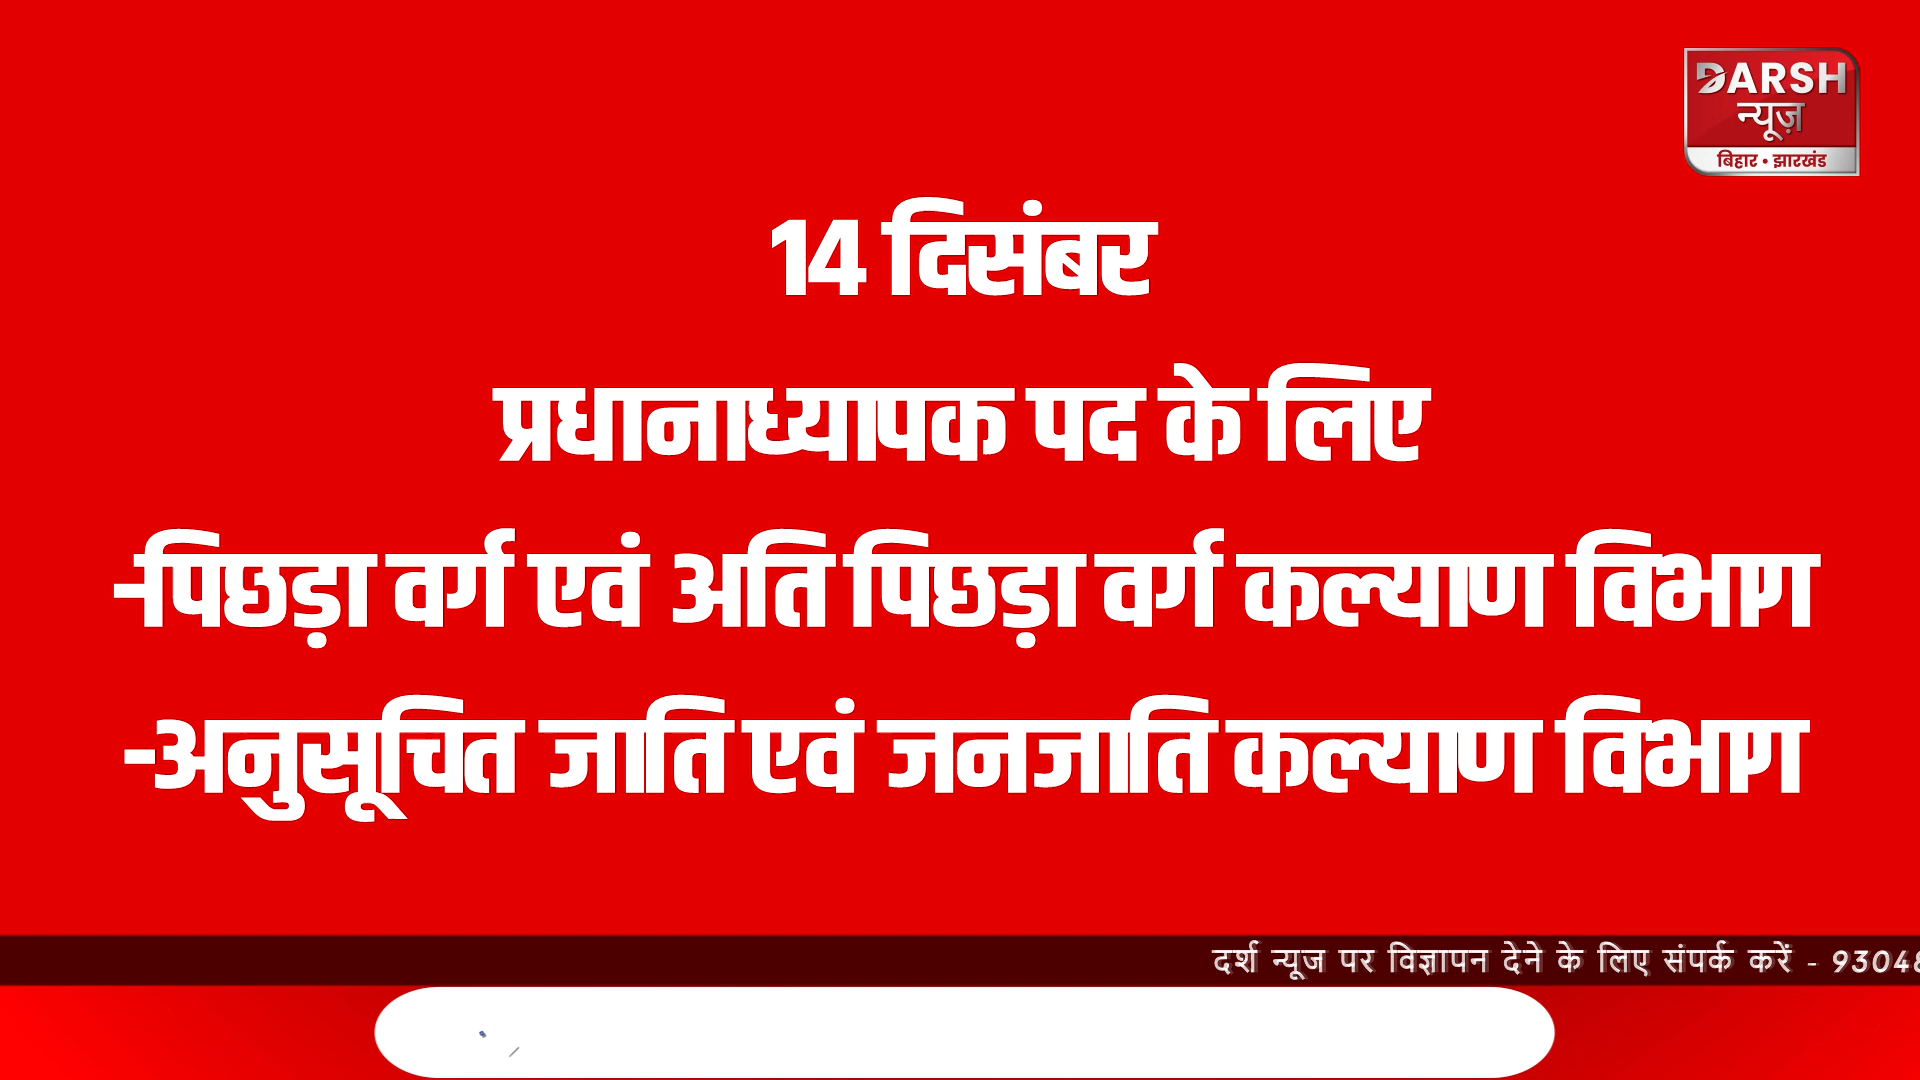 DARSH
न्यूज़
बिहार • झारखंड
14 दिसंबर
प्रधानाध्यापक पद के लिए
-पिछड़ा वर्ग एवं अति पिछड़ा वर्ग कल्याण विभाग
-अनुसूचित जाति एवं जनजाति कल्याण विभाग
दर्श न्यूज पर विज्ञापन देने के लिए संपर्क करें - 9304